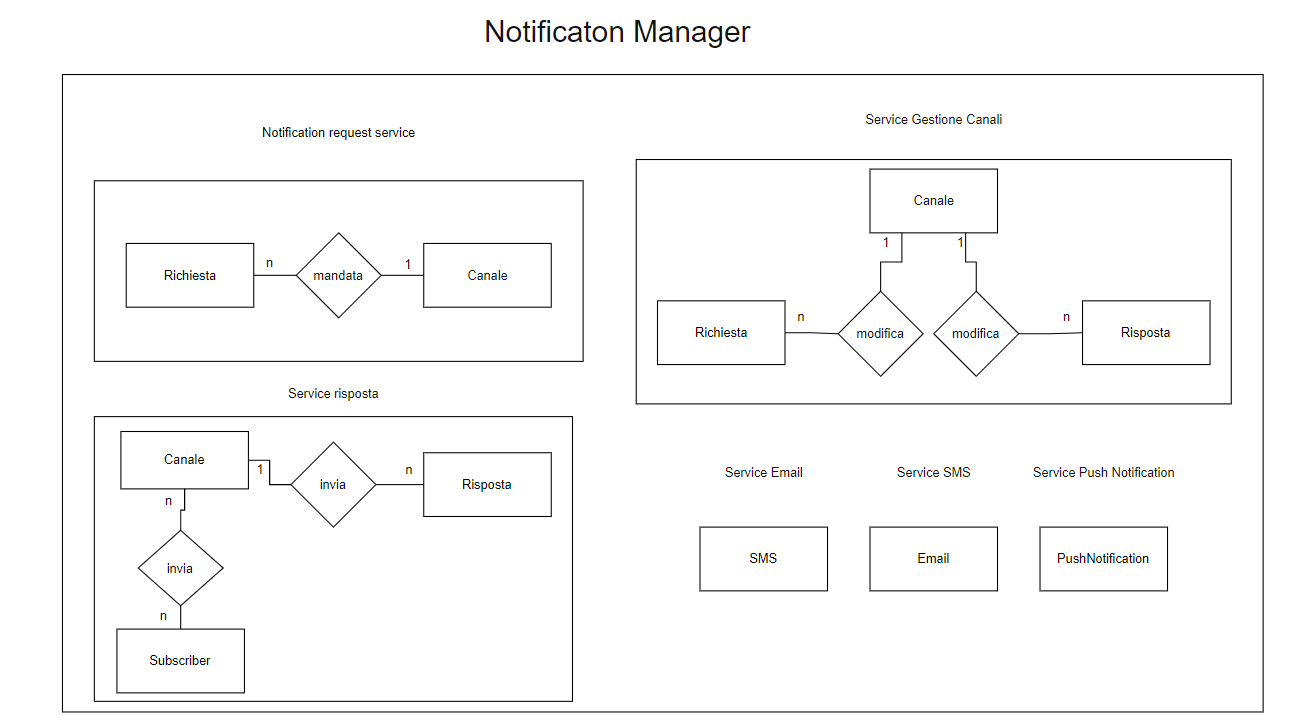 Notificaton Manager
Notification request service
Richiesta
n
mandata
1
Canale
Service Gestione Canali
Canale
1
1
Richiesta
n
modifica
modifica
n
Risposta
Service risposta
Canale
1
invia
n
Risposta
n
invia
n
Subscriber
Service Email
Service SMS
Service Push Notification
SMS
Email
PushNotification